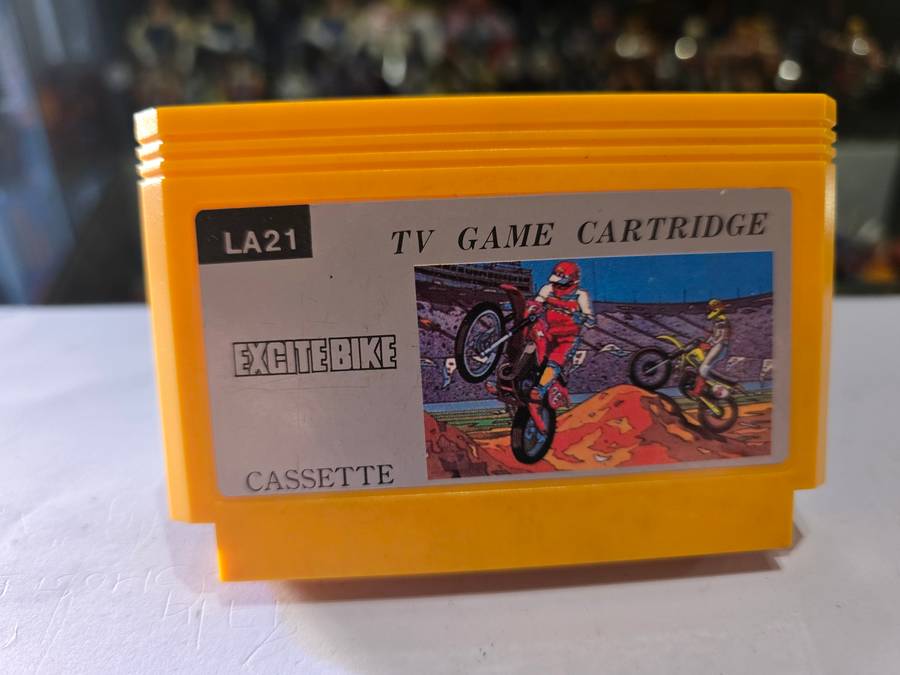 LA21
TV GAME CARTRIDGE
EXCITEBIKE
CASSETTE